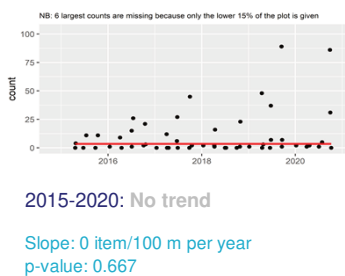 NB: 6 largest counts are missing because only the lower 15% of the plot is given
100
75
50
25
0
count
2016 2018 2020
2015-2020: No trend
Slope: 0 item/100 m per year
p-value: 0.667